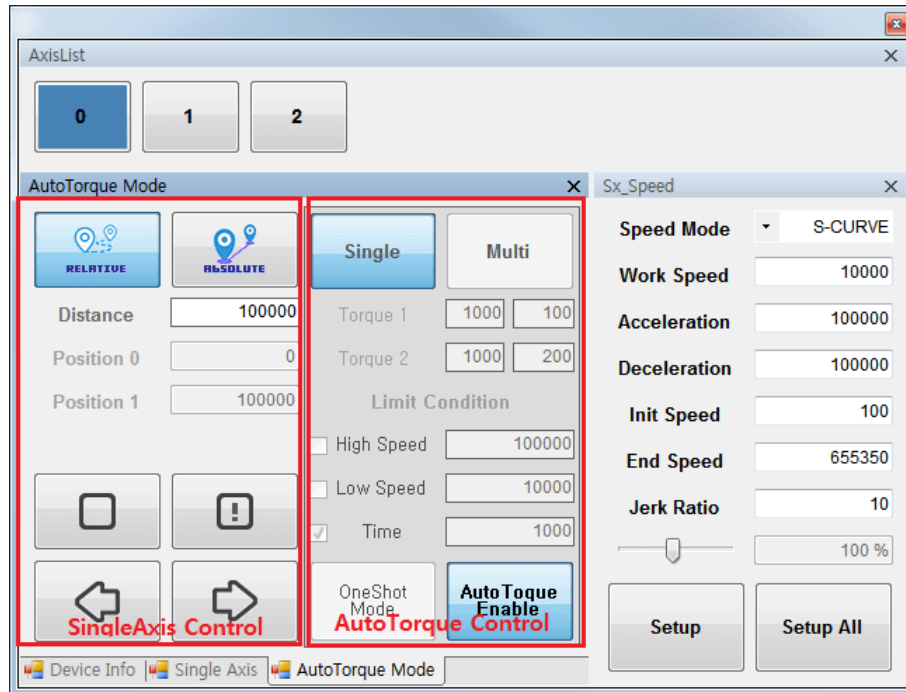 AxisList
0 1 2
AutoTorque Mode
RELATIVE ABSOLUTE
Distance 100000
Position 0 0
Position 1 100000
SingleAxis Control
Single Multi
Torque 1 1000 100
Torque 2 1000 200
Limit Condition
High Speed 100000
Low Speed 10000
Time 1000
OneShot
Mode
AutoToque
Enable
AutoTorque Control
Sx_Speed
Speed Mode S-CURVE
Work Speed 10000
Acceleration 100000
Deceleration 100000
Init Speed 100
End Speed 655350
Jerk Ratio 10
100 %
Setup Setup All
Device Info Single Axis AutoTorque Mode